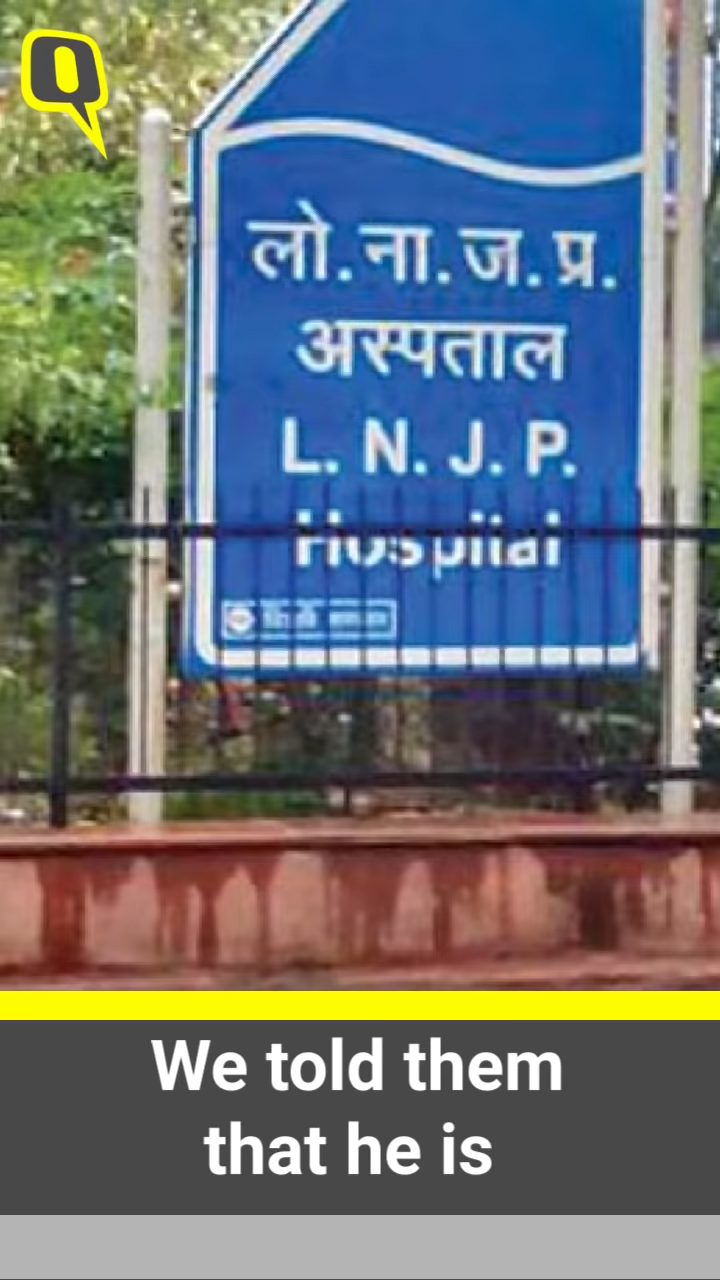 लो. ना. ज. प्र.
अस्पताल
L. N. J. P.
Hospital
We told them
that he is